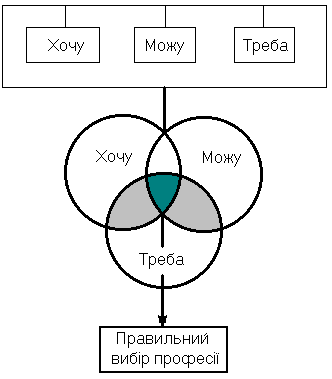 Хочу
Можу
Треба
Хочу
Можу
Треба
Правильний
вибір професії